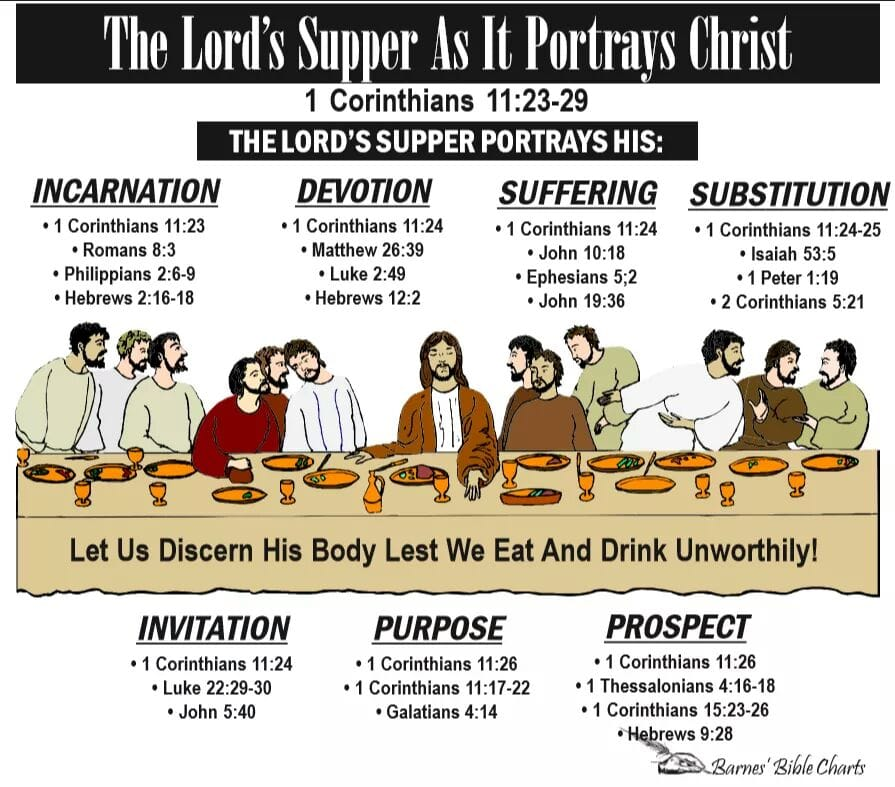 The Lord's Supper As It Portrays Christ
1 Corinthians 11:23-29
THE LORD'S SUPPER PORTRAYS HIS:
INCARNATION
• 1 Corinthians 11:23
• Romans 8:3
• Philippians 2:6-9
• Hebrews 2:16-18
DEVOTION
• 1 Corinthians 11:24
• Matthew 26:39
• Luke 2:49
• Hebrews 12:2
SUFFERING
• 1 Corinthians 11:24
• John 10:18
• Ephesians 5;2
• John 19:36
SUBSTITUTION
• 1 Corinthians 11:24-25
• Isaiah 53:5
• 1 Peter 1:19
• 2 Corinthians 5:21
Let Us Discern His Body Lest We Eat And Drink Unworthily!
INVITATION
• 1 Corinthians 11:24
• Luke 22:29-30
• John 5:40
PURPOSE
• 1 Corinthians 11:26
• 1 Corinthians 11:17-22
• Galatians 4:14
PROSPECT
• 1 Corinthians 11:26
• 1 Thessalonians 4:16-18
• 1 Corinthians 15:23-26
• Hebrews 9:28
Barnes' Bible Charts